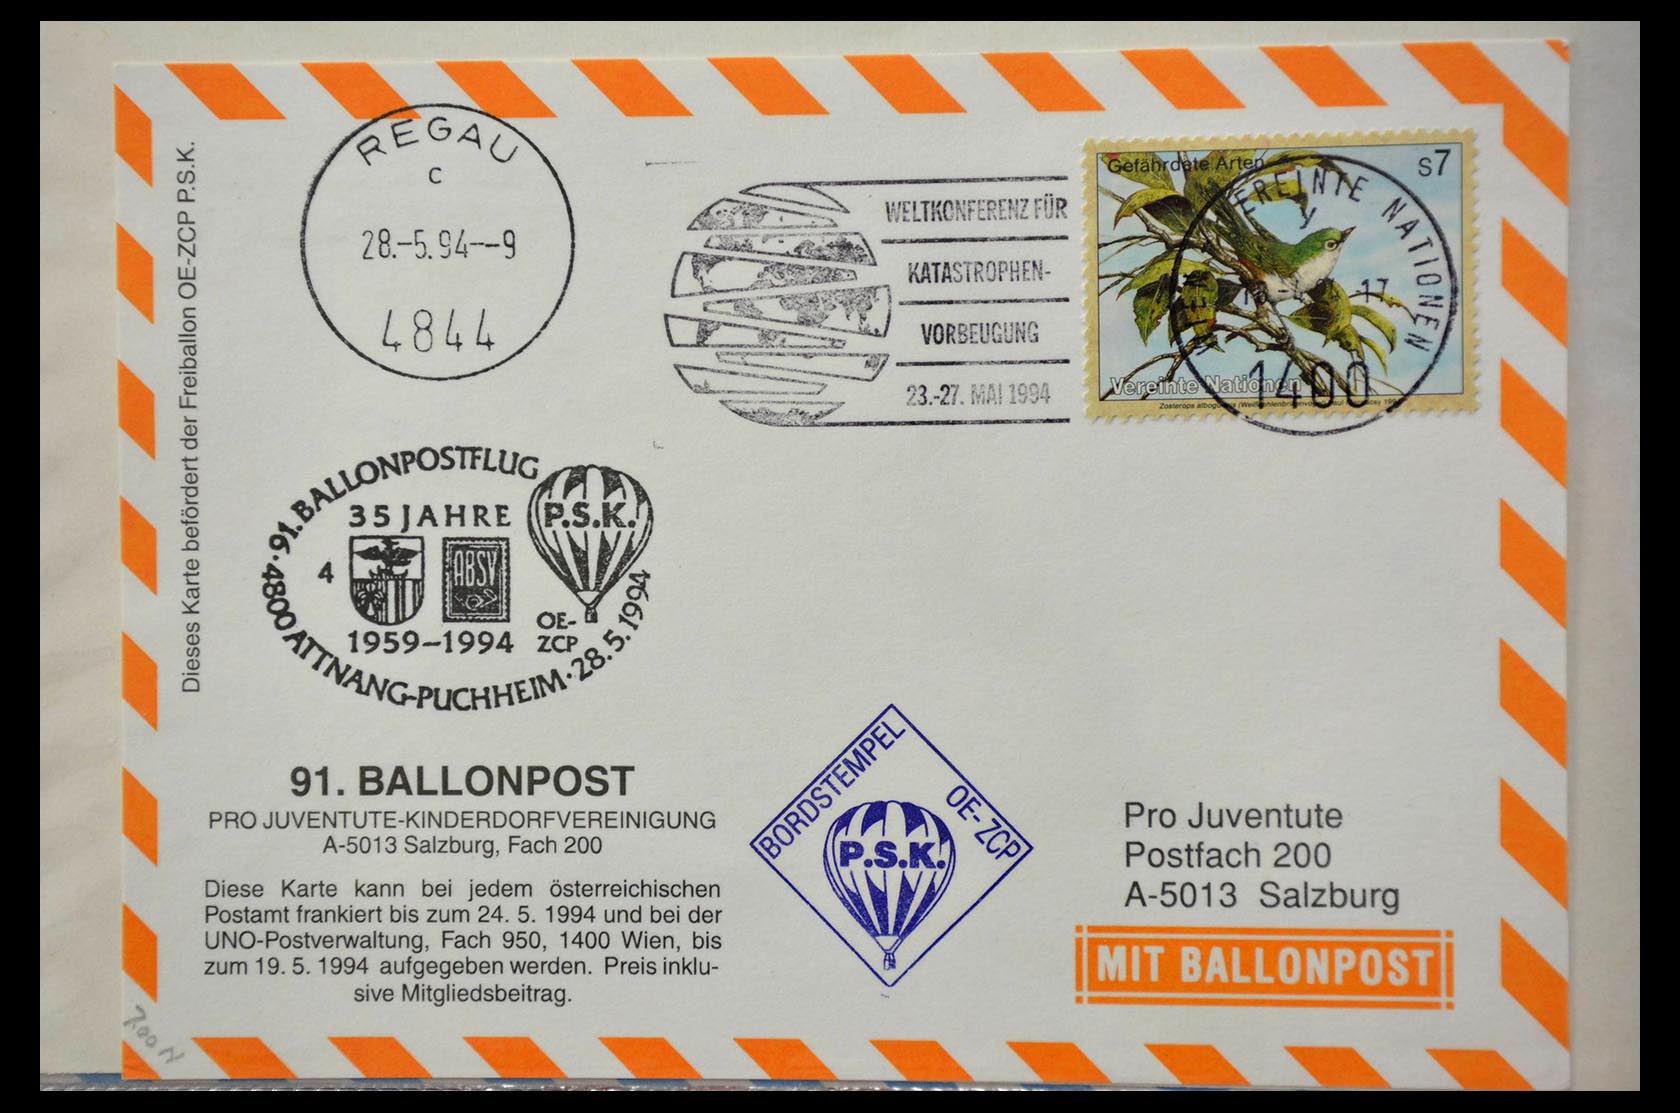 Dieses Karte befördert der Freiballon OE-ZCP P.S.K.
REGAU
c
28.-5.94--9
4844
WELTKONFERENZ FÜR
KATASTROPHEN-
VORBEUGUNG
23.-27. MAI 1994
Gefährdete Arten
s7
VEREINTE NATIONEN
y
17
1400
Vereinte Nationen
Zosterops albogularis
91. BALLONPOSTFLUG
35 JAHRE
P.S.K.
4
ABSV
1959-1994
OE-
ZCP
4800 ATTNANG-PUCHHEIM · 28.5.1994
91. BALLONPOST
PRO JUVENTUTE-KINDERDORFVEREINIGUNG
A-5013 Salzburg, Fach 200
Diese Karte kann bei jedem österreichischen
Postamt frankiert bis zum 24. 5. 1994 und bei der
UNO-Postverwaltung, Fach 950, 1400 Wien, bis
zum 19. 5. 1994 aufgegeben werden. Preis inklu-
sive Mitgliedsbeitrag.
BORDSTEMPEL
OE-ZCP
P.S.K.
Pro Juventute
Postfach 200
A-5013 Salzburg
MIT BALLONPOST